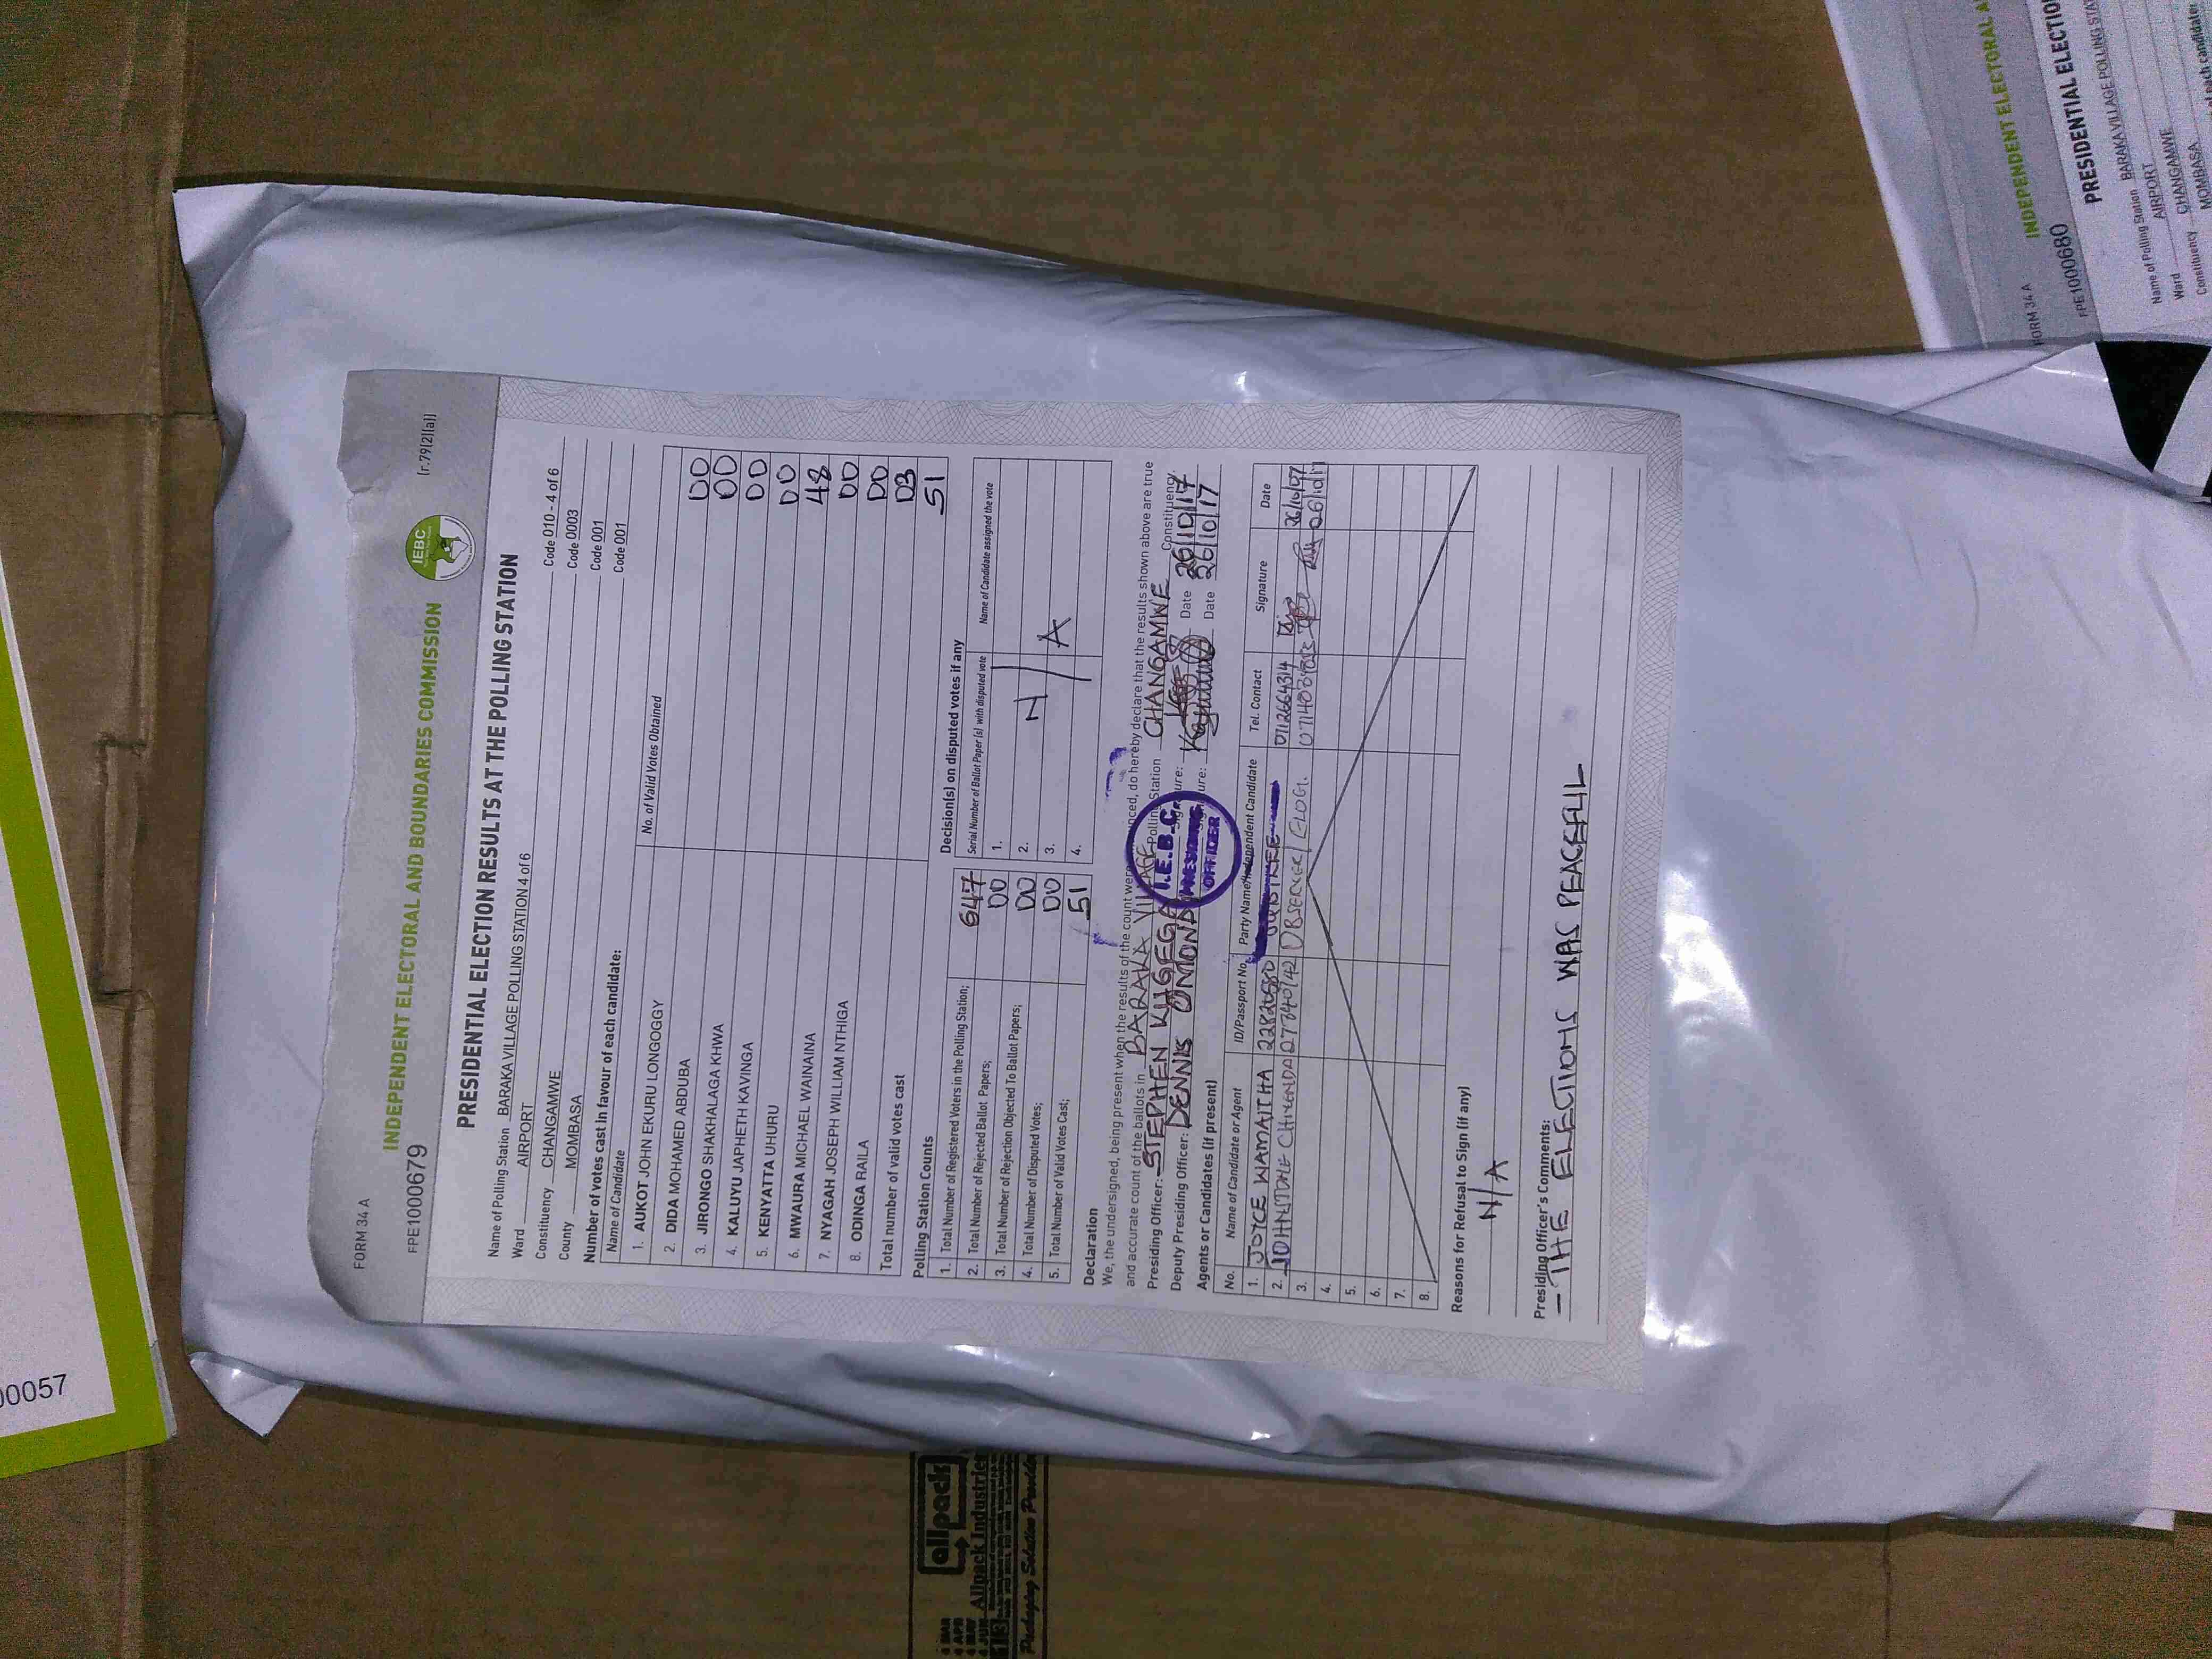 FORM 34 A
(r.79(2)(a))
INDEPENDENT ELECTORAL AND BOUNDARIES COMMISSION
IEBC
FPE1000679
PRESIDENTIAL ELECTION RESULTS AT THE POLLING STATION
Name of Polling Station BARAKA VILLAGE POLLING STATION 4 of 6 Code 010 - 4 of 6
Ward AIRPORT Code 0003
Constituency CHANGAMWE Code 001
County MOMBASA Code 001
Number of votes cast in favour of each candidate:
Name of Candidate No. of Valid Votes Obtained
1. AUKOT JOHN EKURU LONGOGGY 00
2. DIDA MOHAMED ABDUBA 00
3. JIRONGO SHAKHALAGA KHWA 00
4. KALUYU JAPHETH KAVINGA 00
5. KENYATTA UHURU 48
6. MWAURA MICHAEL WAINAINA 00
7. NYAGAH JOSEPH WILLIAM NTHIGA 00
8. ODINGA RAILA 03
Total number of valid votes cast 51
Polling Station Counts
1. Total Number of Registered Voters in the Polling Station; 647
2. Total Number of Rejected Ballot Papers; 00
3. Total Number of Rejection Objected To Ballot Papers; 00
4. Total Number of Disputed Votes; 00
5. Total Number of Valid Votes Cast; 51
Decision(s) on disputed votes if any
Serial Number of Ballot Paper (s) with disputed vote Name of Candidate assigned the vote
1.
2.
3.
4.
N/A
Declaration
We, the undersigned, being present when the results of the count were announced, do hereby declare that the results shown above are true
and accurate count of the ballots in BARAKA VILLAGE Polling Station CHANGAMWE Constituency.
Presiding Officer: STEPHEN Date 26/10/17
Deputy Presiding Officer: DENNIS OMONDI Date 26/10/17
I.E.B.C.
PRESIDING
OFFICER
Agents or Candidates (if present)
No. Name of Candidate or Agent ID/Passport No. Party Name/Independent Candidate Tel. Contact Signature Date
1. JOYCE WAMAITHA JUBILEE
2. OBSERVER/ELOG.
3.
4.
5.
6.
7.
8.
Reasons for Refusal to Sign (if any)
N/A
Presiding Officer's Comments:
- THE ELECTIONS WAS PEACEFUL
00057
allpack
Allpack Industries
FORM 34 A
INDEPENDENT ELECTORAL A
FPE1000680
PRESIDENTIAL ELECTIO
Name of Polling Station BARAKA VILLAGE POLLING STA
Ward AIRPORT
Constituency CHANGAMWE
MOMBASA